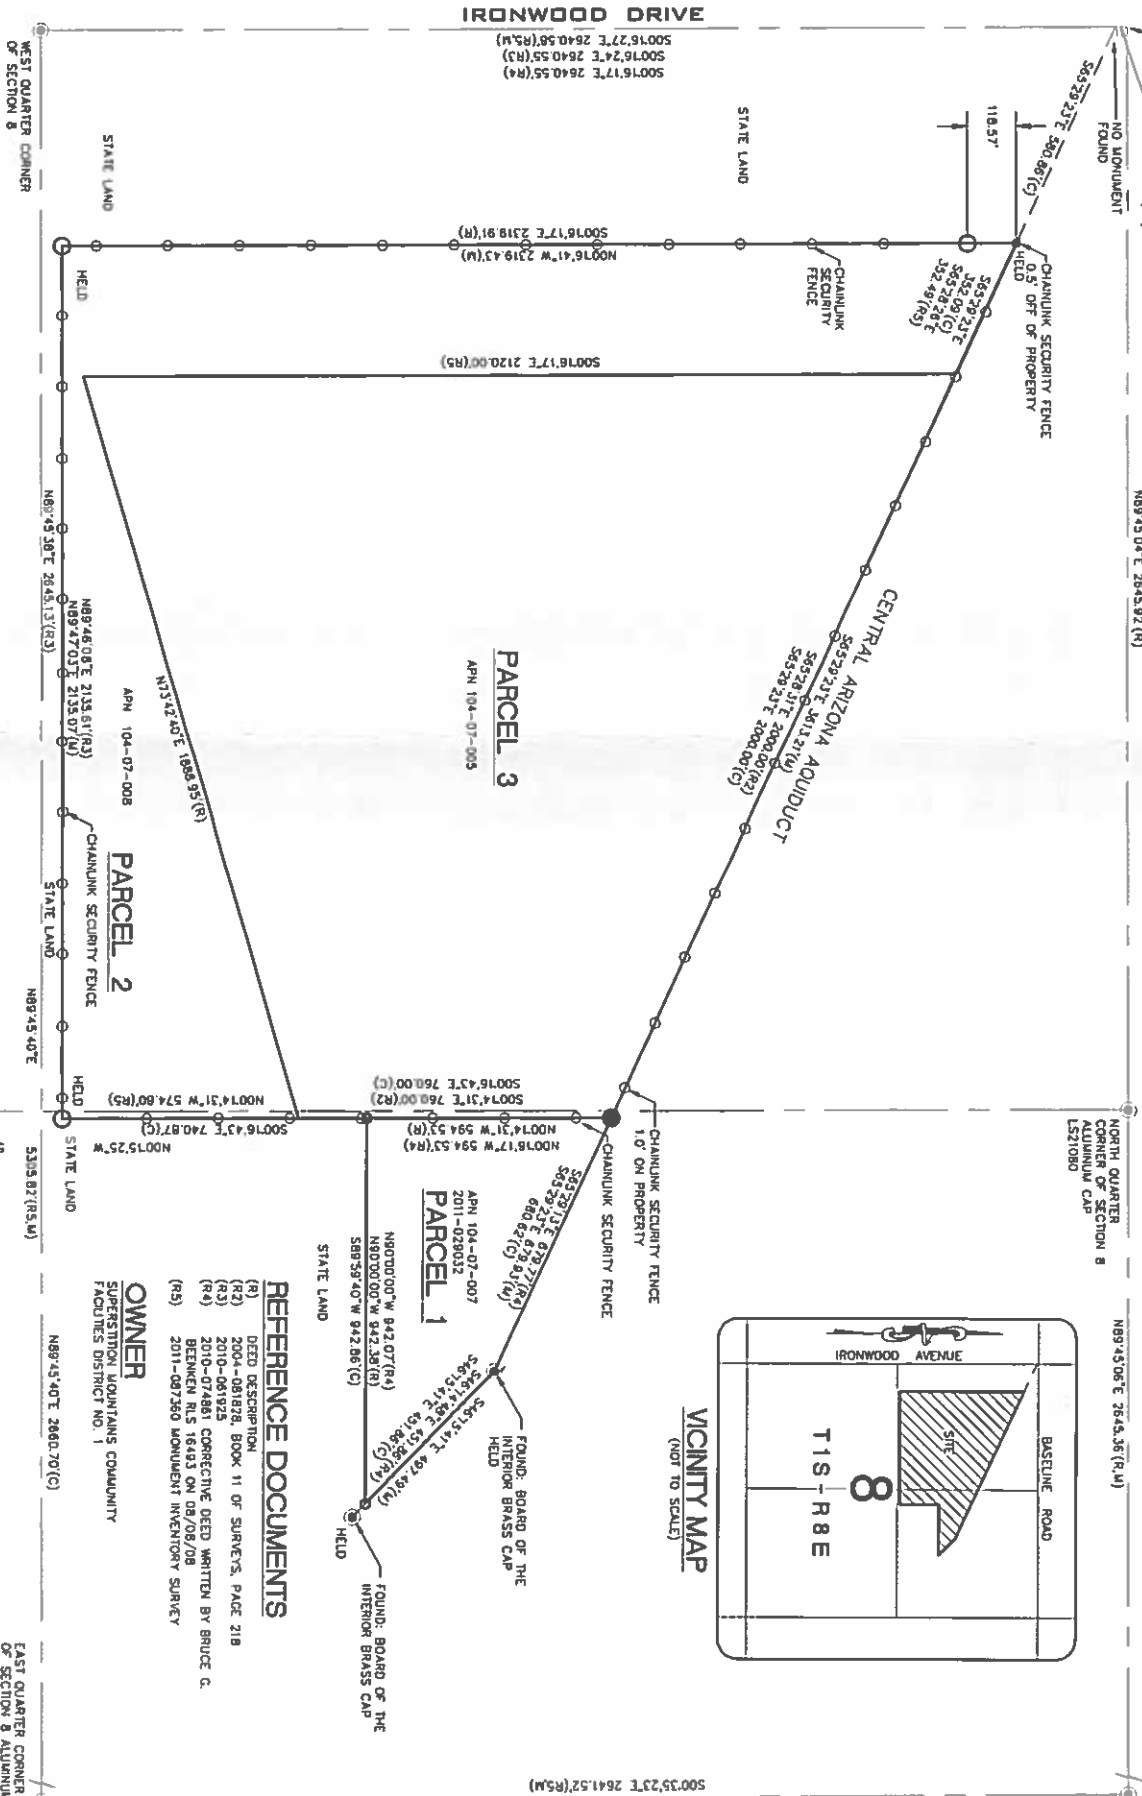 IRONWOOD DRIVE
S00°16'27"E 2640.58'(R5,M)
S00°16'24"E 2640.55'(R3)
S00°16'17"E 2640.55'(R4)
WEST QUARTER CORNER
OF SECTION 8
STATE LAND
STATE LAND
118.57'
S65°29'23"E 580.86'(C)
NO MONUMENT
FOUND
S00°16'17"E 2319.91'(R)
N00°16'41"W 2319.43'(M)
HELD
CHAINLINK
SECURITY
FENCE
HELD
CHAINLINK SECURITY FENCE
0.5' OFF OF PROPERTY
S65°29'23"E
352.09'(C)
S65°28'26"E
352.49'(R5)
S00°16'17"E 2120.00'(R5)
N89°45'04"E 2645.92'(R)
N89°45'38"E 2645.13'(R3)
N89°46'08"E 2135.61'(R3)
N89°47'03"E 2135.07'(M)
N73°42'40"E 1888.95'(R)
PARCEL 3
APN 104-07-005
CENTRAL ARIZONA AQUIDUCT
S65°29'23"E 3613.21'(M)
S65°28'31"E 2000.00'(R2)
S65°29'23"E 2000.00'(C)
APN 104-07-008
PARCEL 2
CHAINLINK SECURITY FENCE
STATE LAND
N89°45'40"E
5305.82'(R5,M)
HELD
STATE LAND
N00°14'31"W 574.60'(R5)
S00°16'43"E 740.87'(C)
N00°15'25"W
S00°16'43"E 760.00'(C)
S00°14'31"E 760.00'(R2)
N00°14'31"W 594.53'(R)
N00°16'17"W 594.53'(R4)
CHAINLINK SECURITY FENCE
CHAINLINK SECURITY FENCE
1.0' ON PROPERTY
NORTH QUARTER
CORNER OF SECTION 8
ALUMINUM CAP
LS21080
S65°29'13"E 679.77'(R4)
S65°29'23"E 679.93'(M)
680.62'(C)
APN 104-07-007
2011-029032
PARCEL 1
N90°00'00"W 942.07'(R4)
N90°00'00"W 942.38'(R)
S89°59'40"W 942.86'(C)
STATE LAND
S46°15'41"E 497.49'(M)
S46°14'48"E 451.86'(R4)
S46°15'41"E 451.86'(C)
FOUND: BOARD OF THE
INTERIOR BRASS CAP
HELD
FOUND: BOARD OF THE
INTERIOR BRASS CAP
HELD
REFERENCE DOCUMENTS
(R) DEED DESCRIPTION
(R2) 2004-081828, BOOK 11 OF SURVEYS, PAGE 218
(R3) 2010-061925
(R4) 2010-074861 CORRECTIVE DEED WRITTEN BY BRUCE G.
BEENKEN RLS 16493 ON 08/06/08
(R5) 2011-087360 MONUMENT INVENTORY SURVEY
OWNER
SUPERSTITION MOUNTAINS COMMUNITY
FACILITIES DISTRICT NO. 1
N89°45'40"E 2660.70'(C)
N89°45'06"E 2645.36'(R,M)
IRONWOOD AVENUE
BASELINE ROAD
SITE
8
T1S-R8E
VICINITY MAP
(NOT TO SCALE)
S00°35'23"E 2641.52'(R5,M)
EAST QUARTER CORNER
OF SECTION 8 ALUMINUM